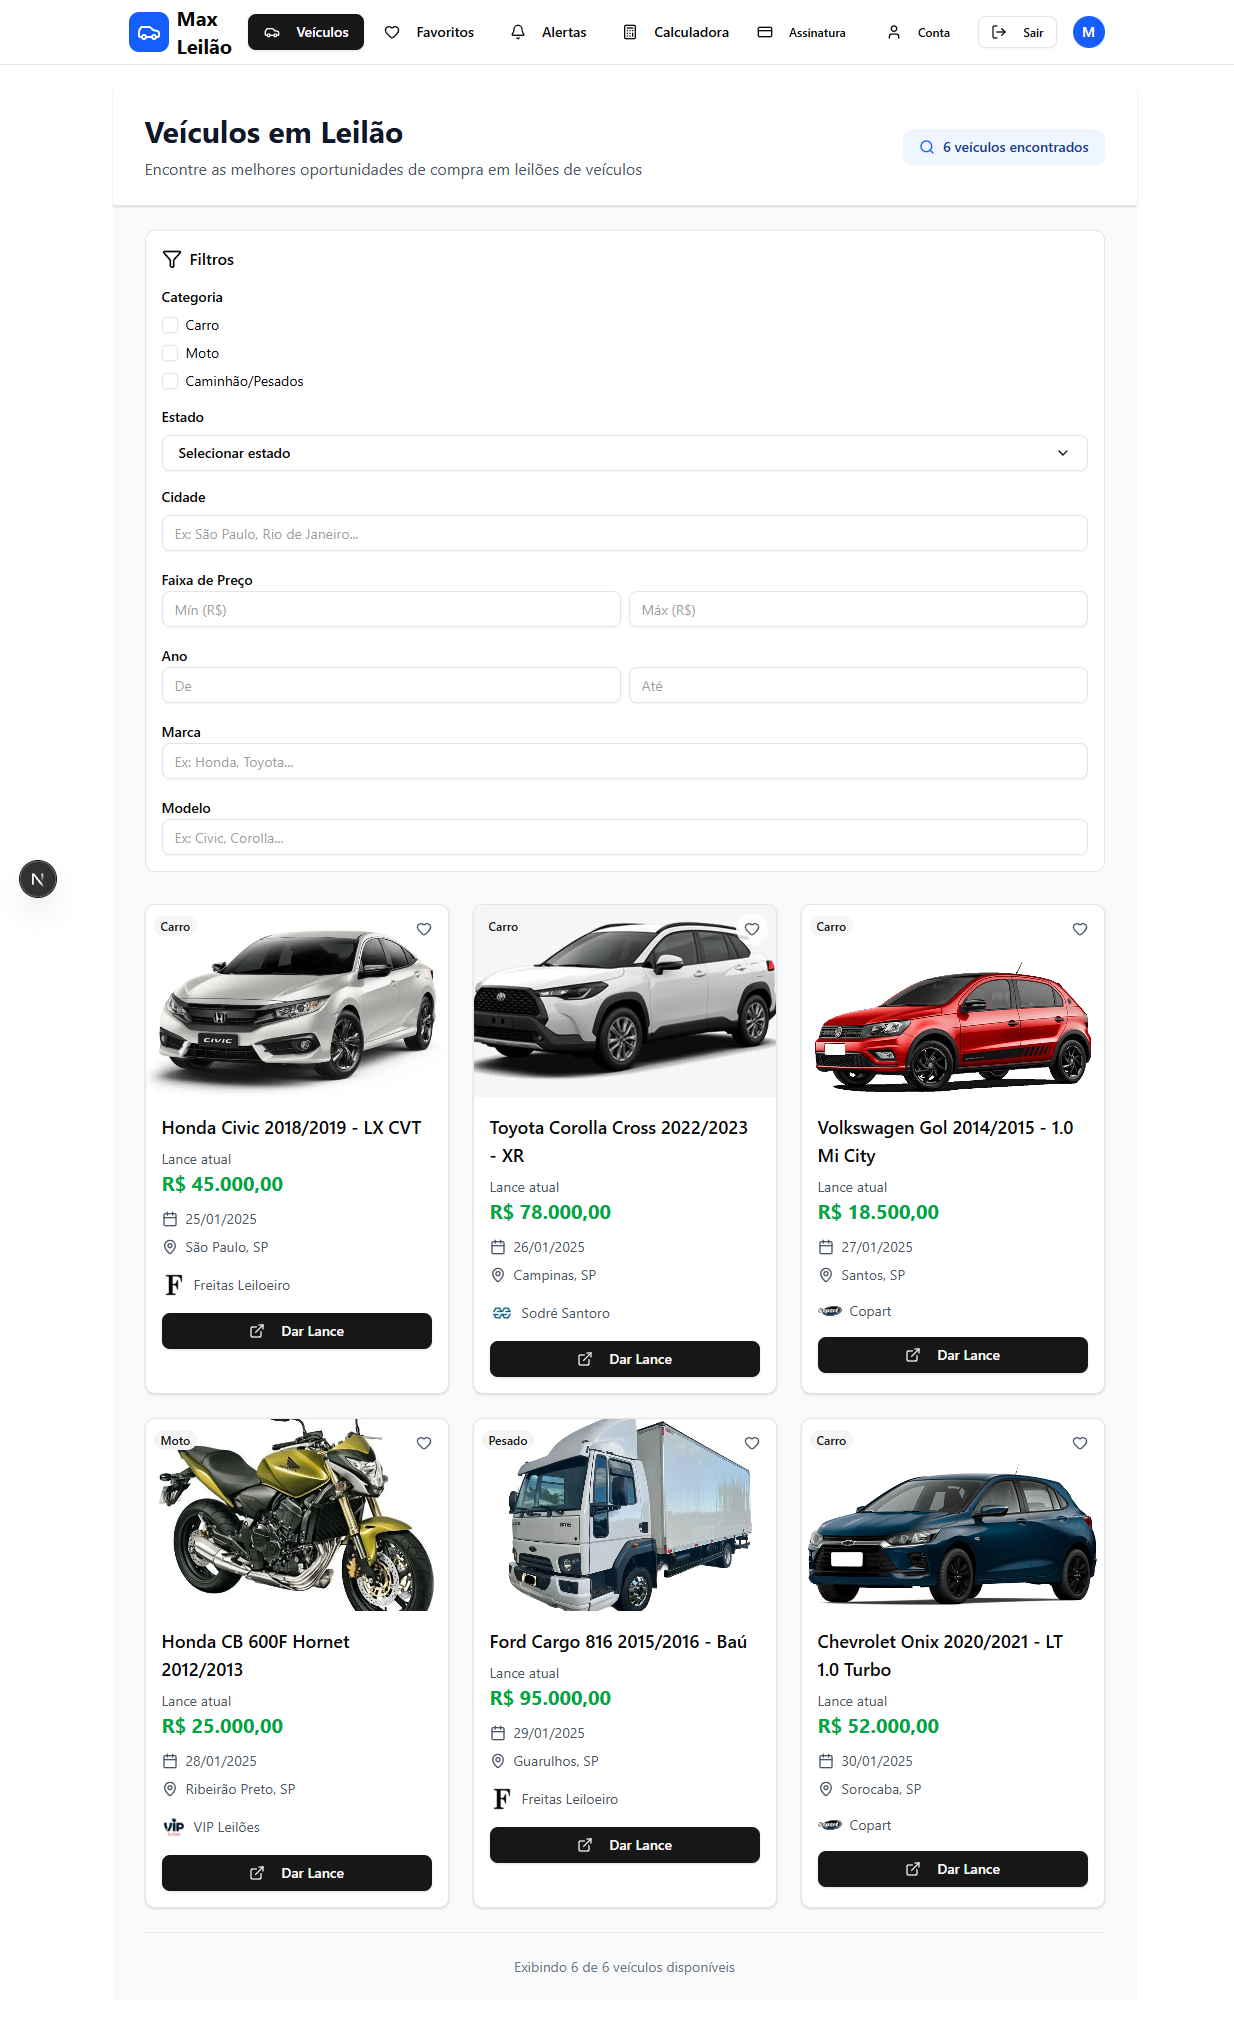 Max
Leilão
Veículos
Favoritos
Alertas
Calculadora
Assinatura
Conta
Sair
M
Veículos em Leilão
Encontre as melhores oportunidades de compra em leilões de veículos
6 veículos encontrados
Filtros
Categoria
Carro
Moto
Caminhão/Pesados
Estado
Selecionar estado
Cidade
Ex: São Paulo, Rio de Janeiro...
Faixa de Preço
Mín (R$)
Máx (R$)
Ano
De
Até
Marca
Ex: Honda, Toyota...
Modelo
Ex: Civic, Corolla...
N
Carro
CIVIC
Honda Civic 2018/2019 - LX CVT
Lance atual
R$ 45.000,00
25/01/2025
São Paulo, SP
F
Freitas Leiloeiro
Dar Lance
Carro
Toyota Corolla Cross 2022/2023
- XR
Lance atual
R$ 78.000,00
26/01/2025
Campinas, SP
Sodré Santoro
Dar Lance
Carro
Volkswagen Gol 2014/2015 - 1.0
Mi City
Lance atual
R$ 18.500,00
27/01/2025
Santos, SP
Copart
Dar Lance
Moto
Honda CB 600F Hornet
2012/2013
Lance atual
R$ 25.000,00
28/01/2025
Ribeirão Preto, SP
vip
VIP Leilões
Dar Lance
Pesado
Ford Cargo 816 2015/2016 - Baú
Lance atual
R$ 95.000,00
29/01/2025
Guarulhos, SP
F
Freitas Leiloeiro
Dar Lance
Carro
Chevrolet Onix 2020/2021 - LT
1.0 Turbo
Lance atual
R$ 52.000,00
30/01/2025
Sorocaba, SP
Copart
Dar Lance
Exibindo 6 de 6 veículos disponíveis